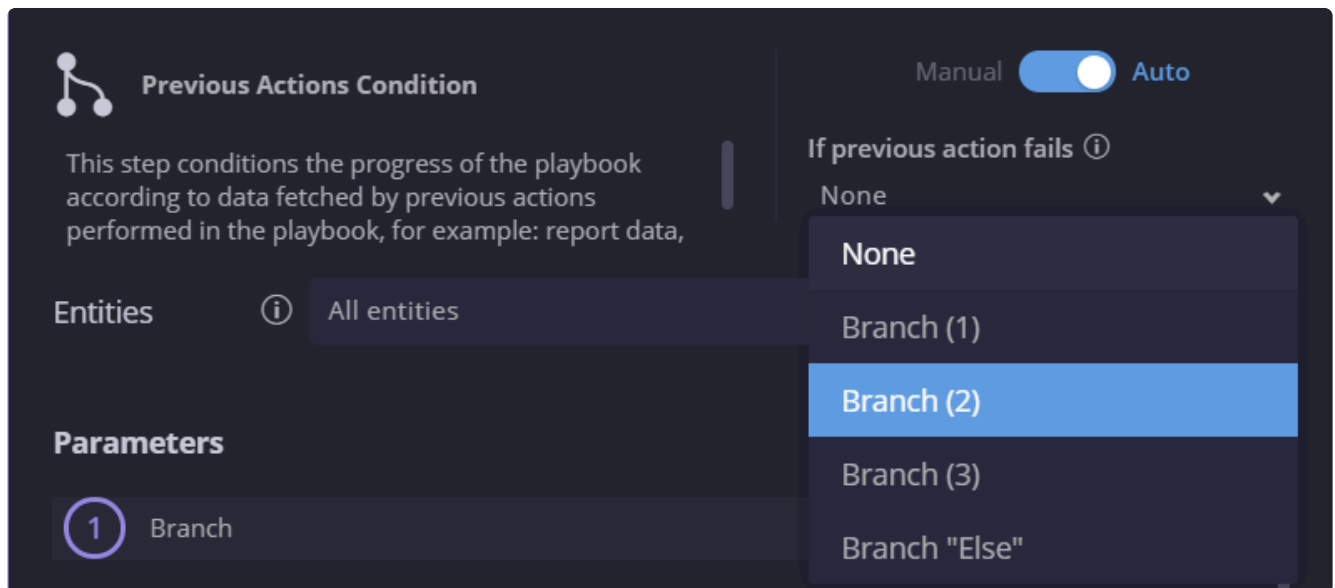 Previous Actions Condition
Manual Auto
This step conditions the progress of the playbook
according to data fetched by previous actions
performed in the playbook, for example: report data,
If previous action fails
None
None
Branch (1)
Branch (2)
Branch (3)
Branch "Else"
Entities All entities
Parameters
1 Branch